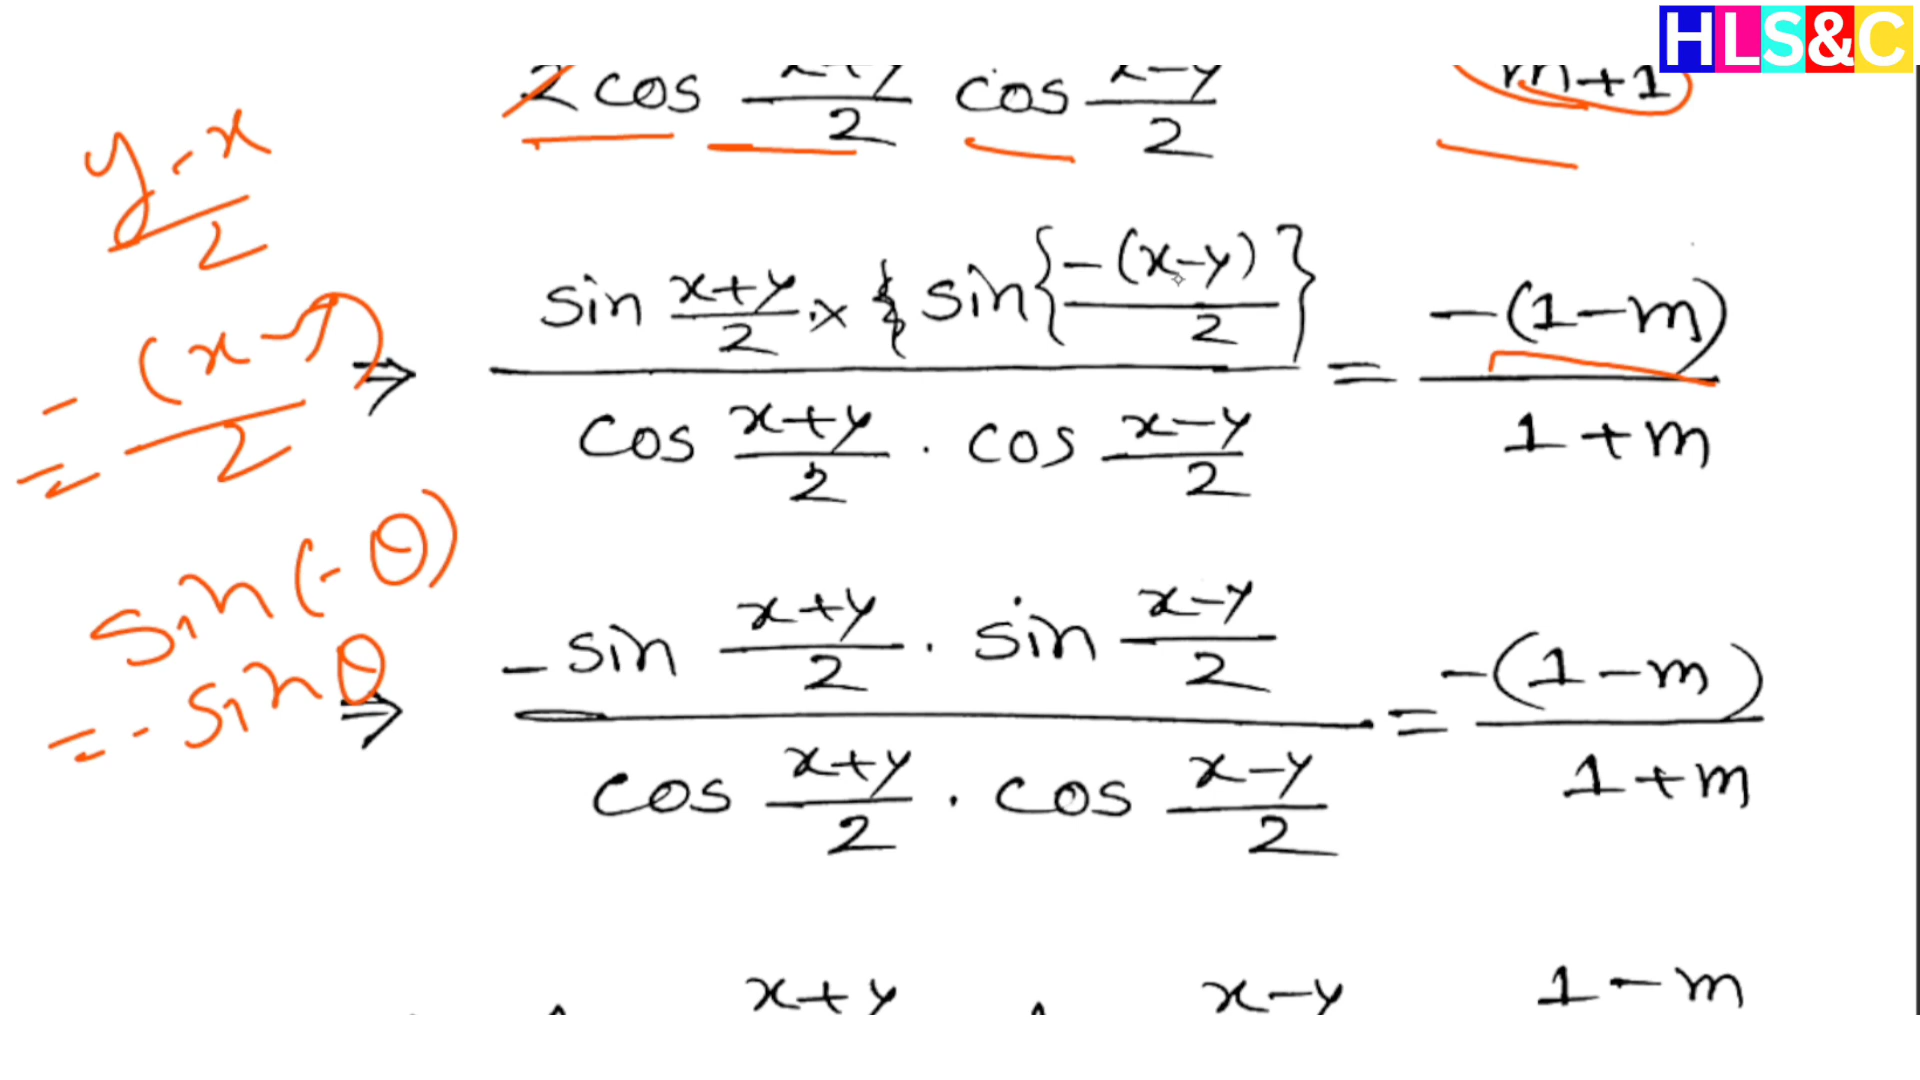 HLS&C
2 cos (x+y)/2 cos (x-y)/2 m+1
(y-x)/2
sin (x+y)/2 . × { sin { -(x-y)/2 } = -(1-m)
= -(x-y)/2 ⇒ cos (x+y)/2 . cos (x-y)/2 1+m
sin(-θ)
= -sinθ
⇒ -sin (x+y)/2 . sin (x-y)/2 = -(1-m)
cos (x+y)/2 . cos (x-y)/2 1+m
x+y x-y 1-m